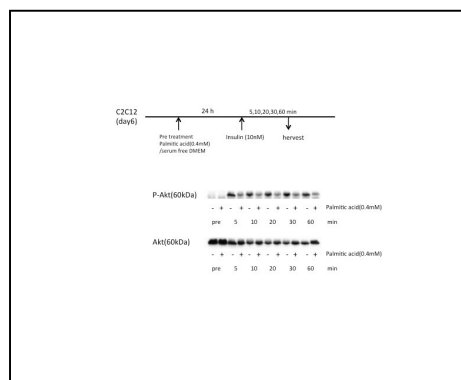 C2C12
(day6)
24 h
5,10,20,30,60 min
Pre treatment
Palmitic acid(0.4mM)
/serum free DMEM
Insulin (10nM)
hervest
P-Akt(60kDa)
- + - + - + - + - + - + Palmitic acid(0.4mM)
pre 5 10 20 30 60 min
Akt(60kDa)
- + - + - + - + - + - + Palmitic acid(0.4mM)
pre 5 10 20 30 60 min